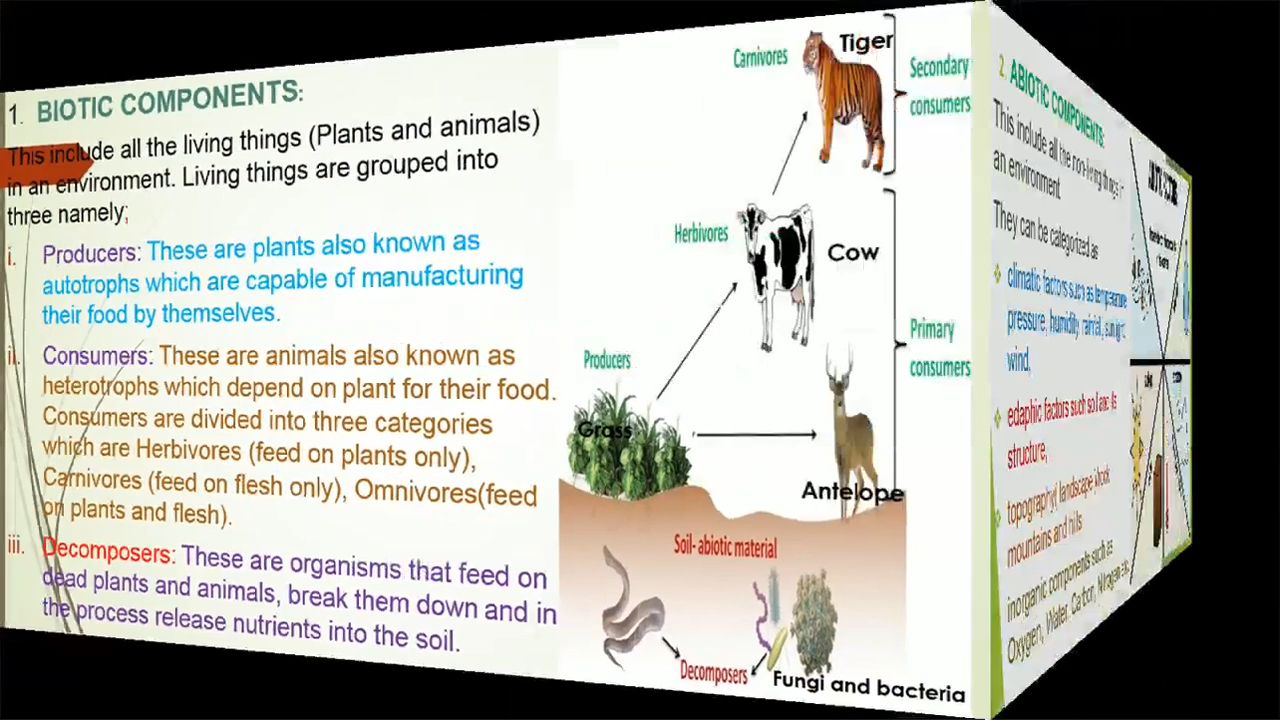 1. BIOTIC COMPONENTS:
This include all the living things (Plants and animals)
in an environment. Living things are grouped into
three namely;
i. Producers: These are plants also known as
autotrophs which are capable of manufacturing
their food by themselves.
ii. Consumers: These are animals also known as
heterotrophs which depend on plant for their food.
Consumers are divided into three categories
which are Herbivores (feed on plants only),
Carnivores (feed on flesh only), Omnivores(feed
on plants and flesh).
iii. Decomposers: These are organisms that feed on
dead plants and animals, break them down and in
the process release nutrients into the soil.
Carnivores
Tiger
Secondary
consumers
Herbivores
Cow
Primary
consumers
Producers
Grass
Antelope
Soil- abiotic material
Decomposers
Fungi and bacteria
2. ABIOTIC COMPONENTS:
This include all the non-living things
an environment.
They can be categorized as
climatic factors such as temperature
pressure, humidity, rainfal, sunlight,
wind,
edaphic factors such soil and its
structure,
topography( landscape
mountains and hills
inorganic components such as
Oxygen, Water, Carbon, Nitrogen